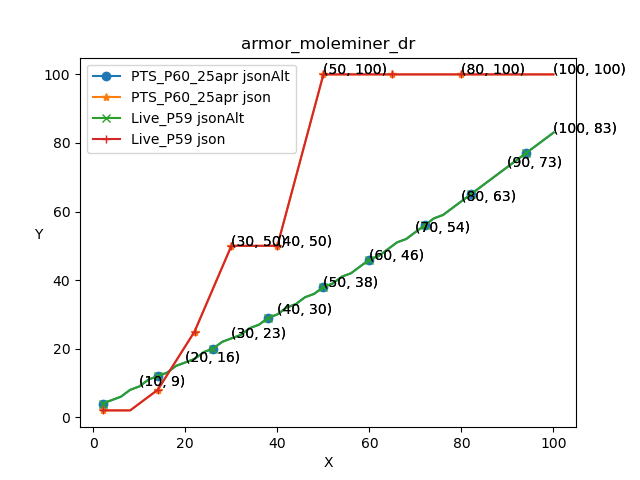 armor_moleminer_dr
PTS_P60_25apr jsonAlt
PTS_P60_25apr json
Live_P59 jsonAlt
Live_P59 json
(50, 100)
(80, 100)
(100, 100)
(100, 83)
(90, 73)
(80, 63)
(70, 54)
(30, 50)
(40, 50)
(60, 46)
(50, 38)
(40, 30)
(30, 23)
(20, 16)
(10, 9)
100
80
60
40
20
0
Y
0 20 40 60 80 100
X